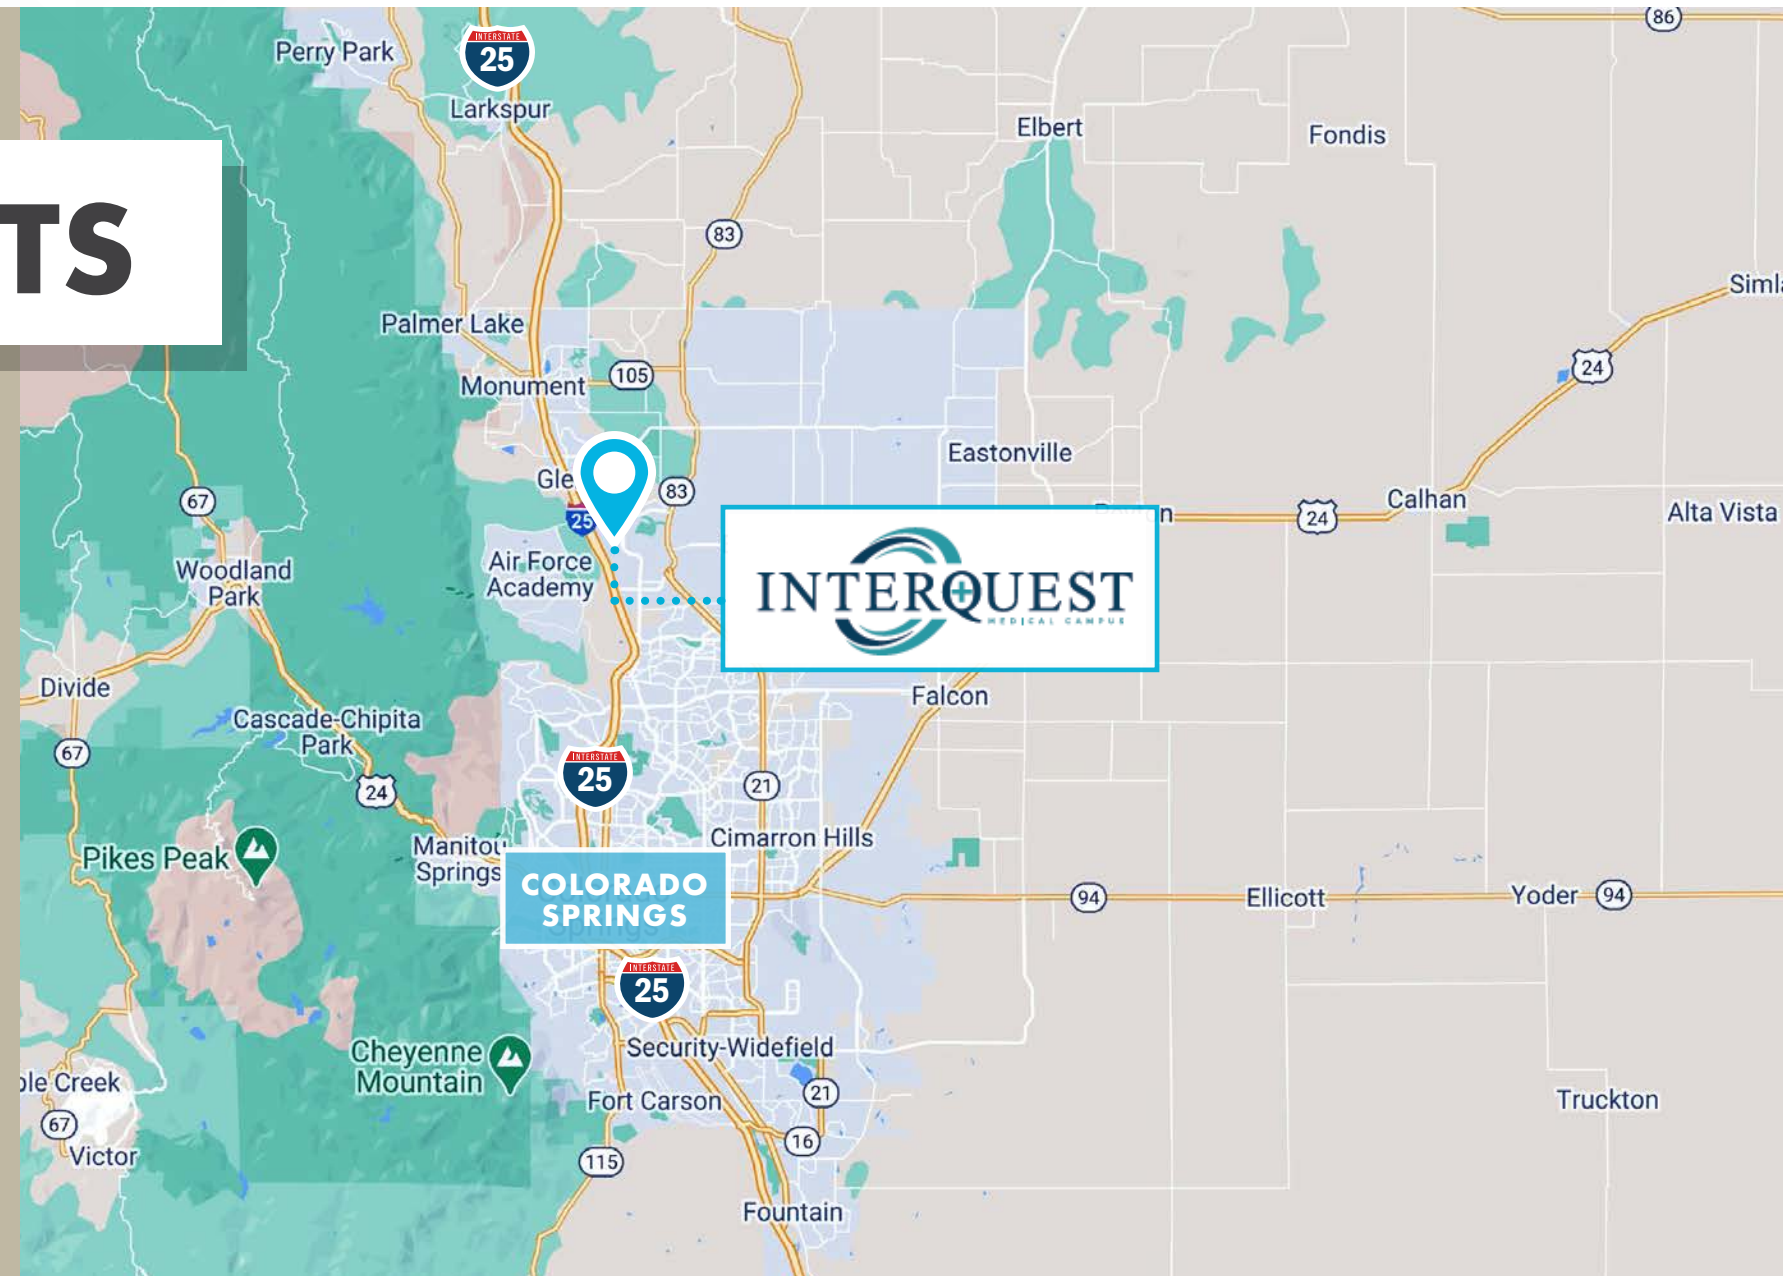 86
Perry Park
INTERSTATE
25
Larkspur
Elbert
Fondis
TS
83
Palmer Lake
24
105
Monument
Eastonville
67
83
Calhan
25
24
Alta Vista
Air Force
Academy
Woodland
Park
INTERQUEST
MEDICAL CAMPUS
Divide
Falcon
Cascade-Chipita
Park
67
INTERSTATE
25
24
21
Cimarron Hills
Manitou
Springs
Pikes Peak
COLORADO
SPRINGS
94
Ellicott
Yoder
94
INTERSTATE
25
Security-Widefield
Cheyenne
Mountain
ple Creek
21
Fort Carson
Truckton
67
16
Victor
115
Fountain